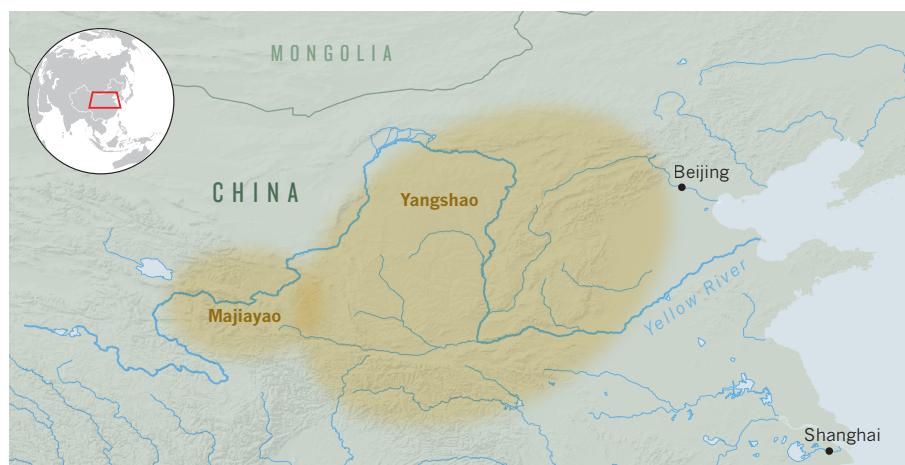 MONGOLIA
CHINA
Yangshao
Beijing
Majiayao
Yellow River
Shanghai